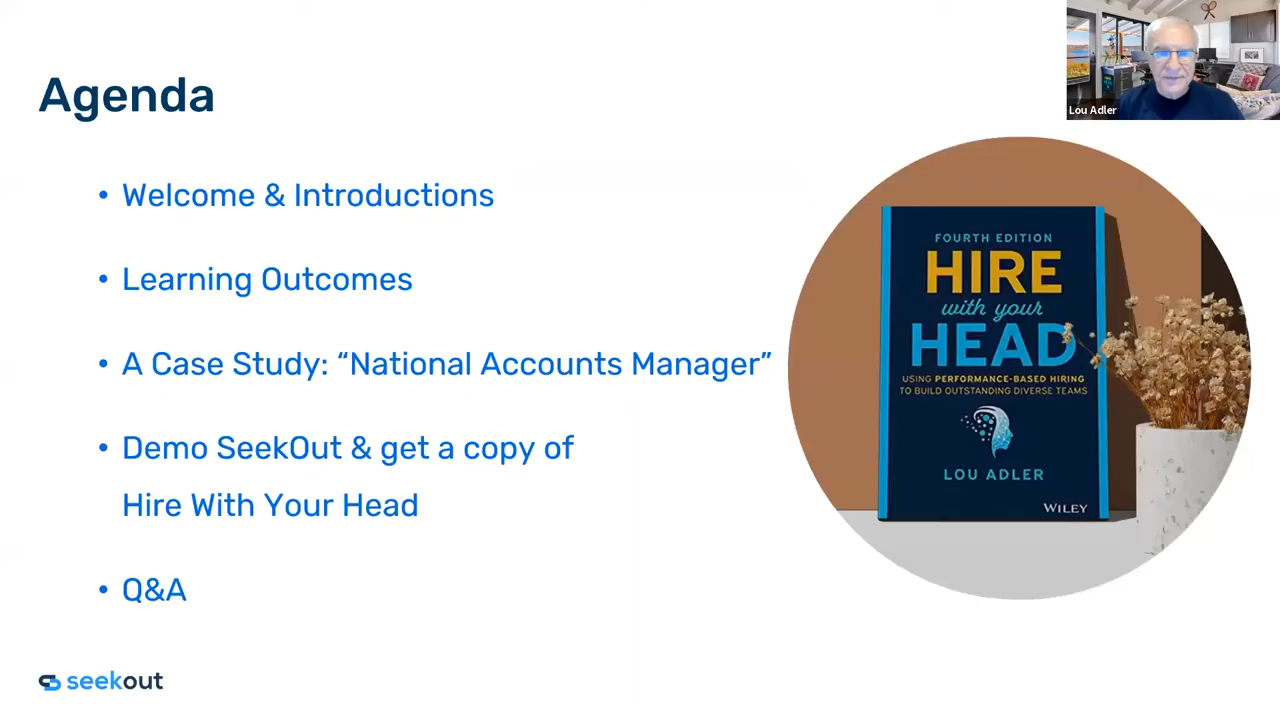 Agenda
• Welcome & Introductions
• Learning Outcomes
• A Case Study: “National Accounts Manager”
• Demo SeekOut & get a copy of
Hire With Your Head
• Q&A
seekout
Lou Adler
FOURTH EDITION
HIRE
with your
HEAD
USING PERFORMANCE-BASED HIRING
TO BUILD OUTSTANDING DIVERSE TEAMS
LOU ADLER
WILEY